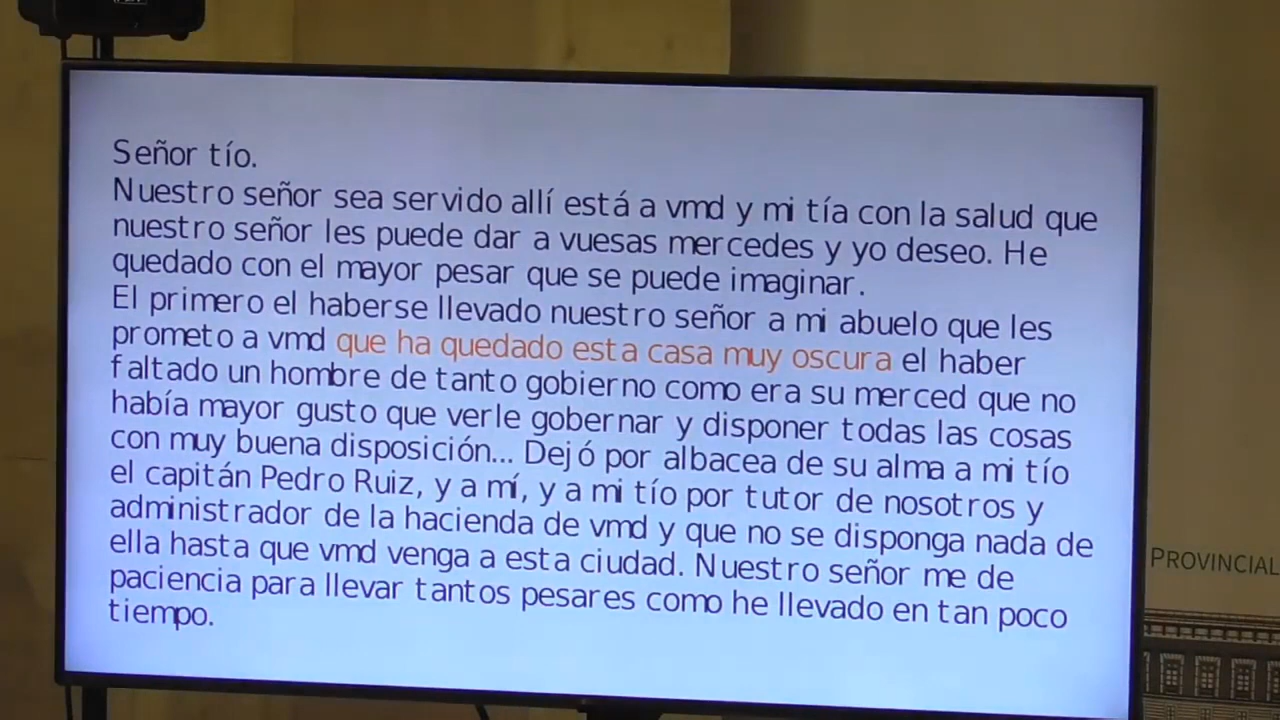 Señor tío.
Nuestro señor sea servido allí está a vmd y mi tía con la salud que
nuestro señor les puede dar a vuesas mercedes y yo deseo. He
quedado con el mayor pesar que se puede imaginar.
El primero el haberse llevado nuestro señor a mi abuelo que les
prometo a vmd que ha quedado esta casa muy oscura el haber
faltado un hombre de tanto gobierno como era su merced que no
había mayor gusto que verle gobernar y disponer todas las cosas
con muy buena disposición... Dejó por albacea de su alma a mi tío
el capitán Pedro Ruiz, y a mí, y a mi tío por tutor de nosotros y
administrador de la hacienda de vmd y que no se disponga nada de
ella hasta que vmd venga a esta ciudad. Nuestro señor me de
paciencia para llevar tantos pesares como he llevado en tan poco
tiempo.
PROVINCIAL